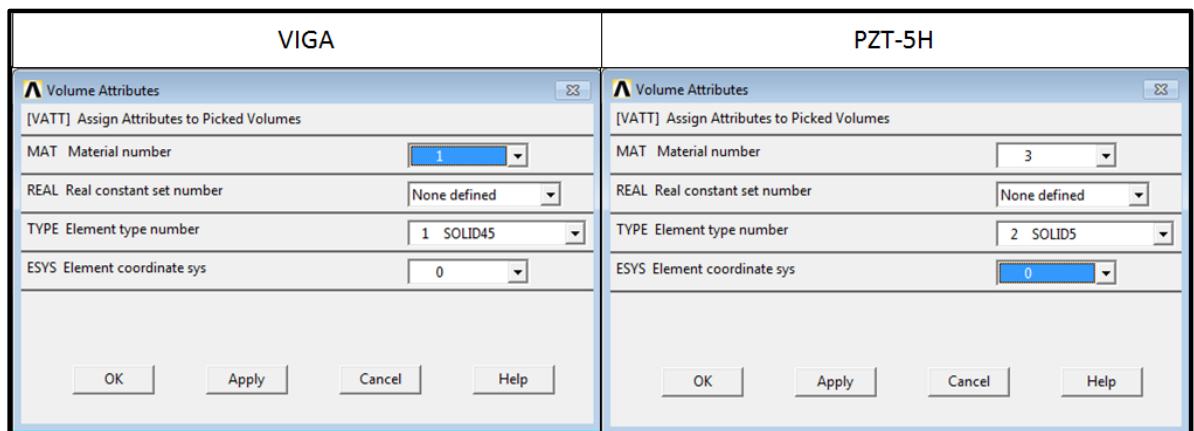 VIGA
PZT-5H
Volume Attributes
[VATT] Assign Attributes to Picked Volumes
MAT Material number 1
REAL Real constant set number None defined
TYPE Element type number 1 SOLID45
ESYS Element coordinate sys 0
OK Apply Cancel Help
Volume Attributes
[VATT] Assign Attributes to Picked Volumes
MAT Material number 3
REAL Real constant set number None defined
TYPE Element type number 2 SOLID5
ESYS Element coordinate sys 0
OK Apply Cancel Help